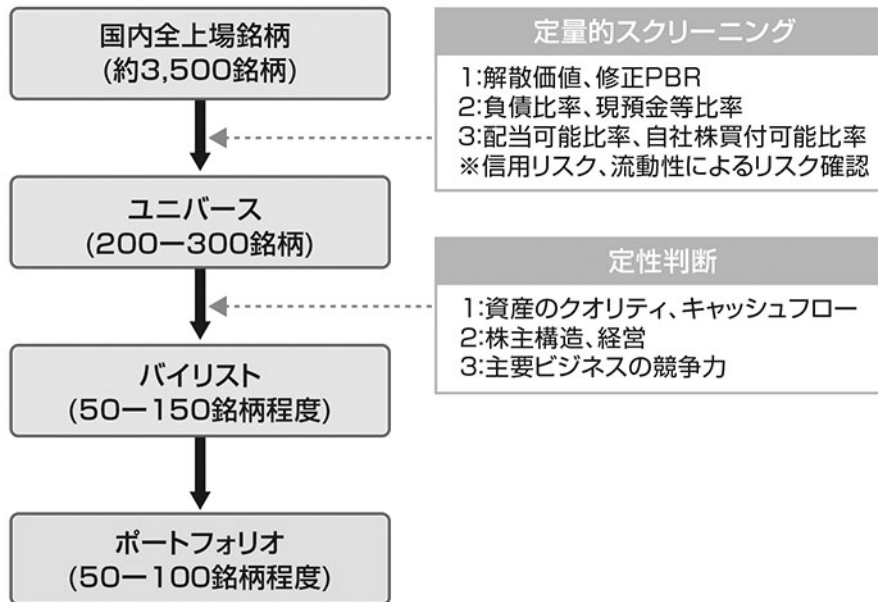 国内全上場銘柄
(約3,500銘柄)
定量的スクリーニング
1:解散価値、修正PBR
2:負債比率、現預金等比率
3:配当可能比率、自社株買付可能比率
※信用リスク、流動性によるリスク確認
ユニバース
(200ー300銘柄)
定性判断
1:資産のクオリティ、キャッシュフロー
2:株主構造、経営
3:主要ビジネスの競争力
バイリスト
(50ー150銘柄程度)
ポートフォリオ
(50ー100銘柄程度)